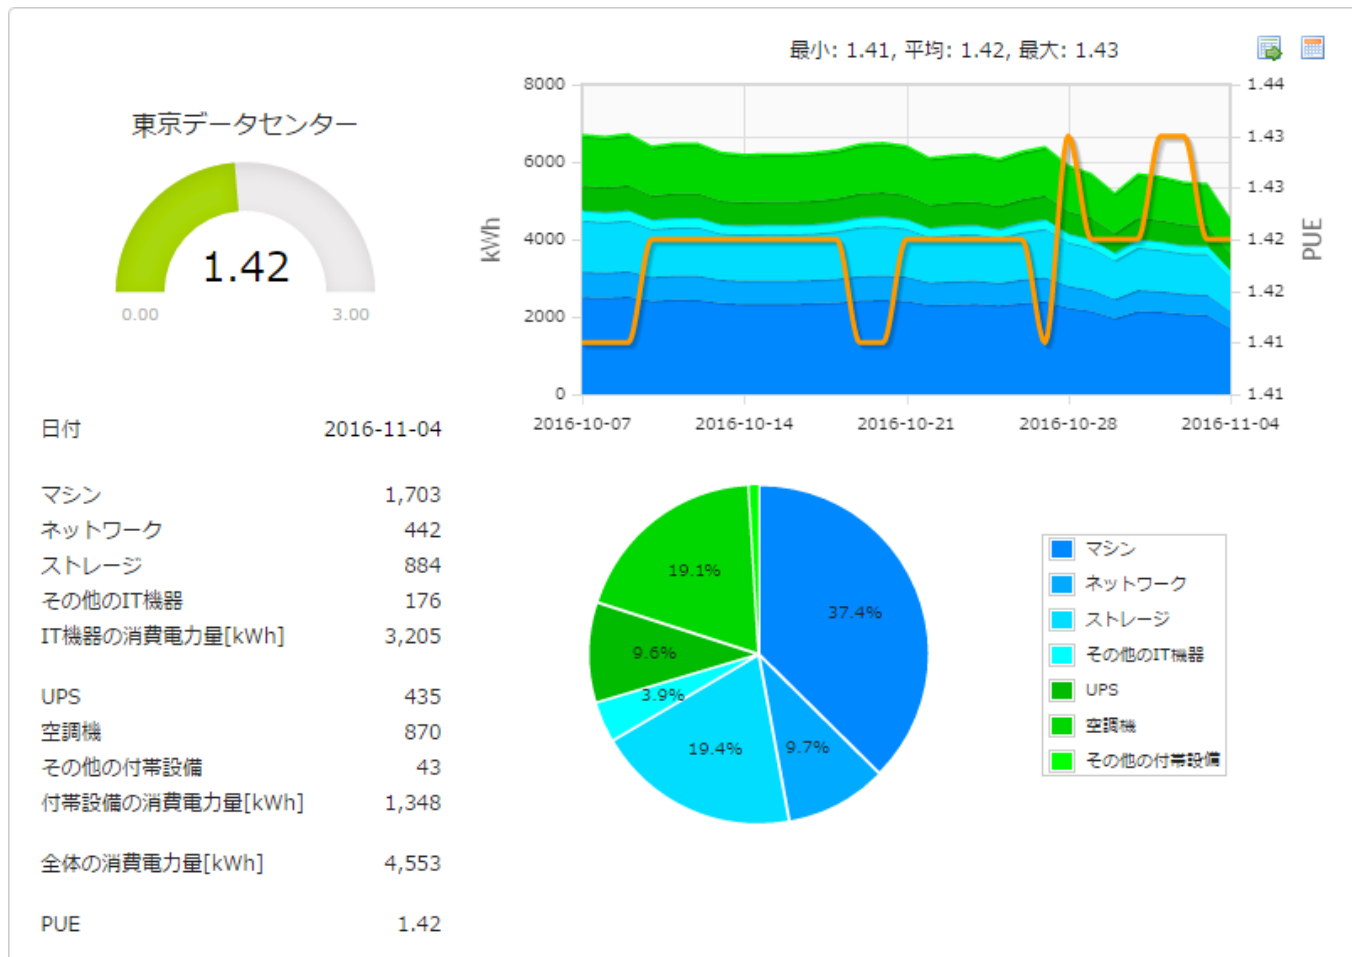 東京データセンター
1.42
0.00
3.00
日付 2016-11-04
マシン 1,703
ネットワーク 442
ストレージ 884
その他のIT機器 176
IT機器の消費電力量[kWh] 3,205
UPS 435
空調機 870
その他の付帯設備 43
付帯設備の消費電力量[kWh] 1,348
全体の消費電力量[kWh] 4,553
PUE 1.42
最小: 1.41, 平均: 1.42, 最大: 1.43
kWh
8000
6000
4000
2000
0
1.44
1.43
1.43
1.42
1.42
1.41
1.41
PUE
2016-10-07
2016-10-14
2016-10-21
2016-10-28
2016-11-04
37.4%
9.7%
19.4%
3.9%
9.6%
19.1%
マシン
ネットワーク
ストレージ
その他のIT機器
UPS
空調機
その他の付帯設備